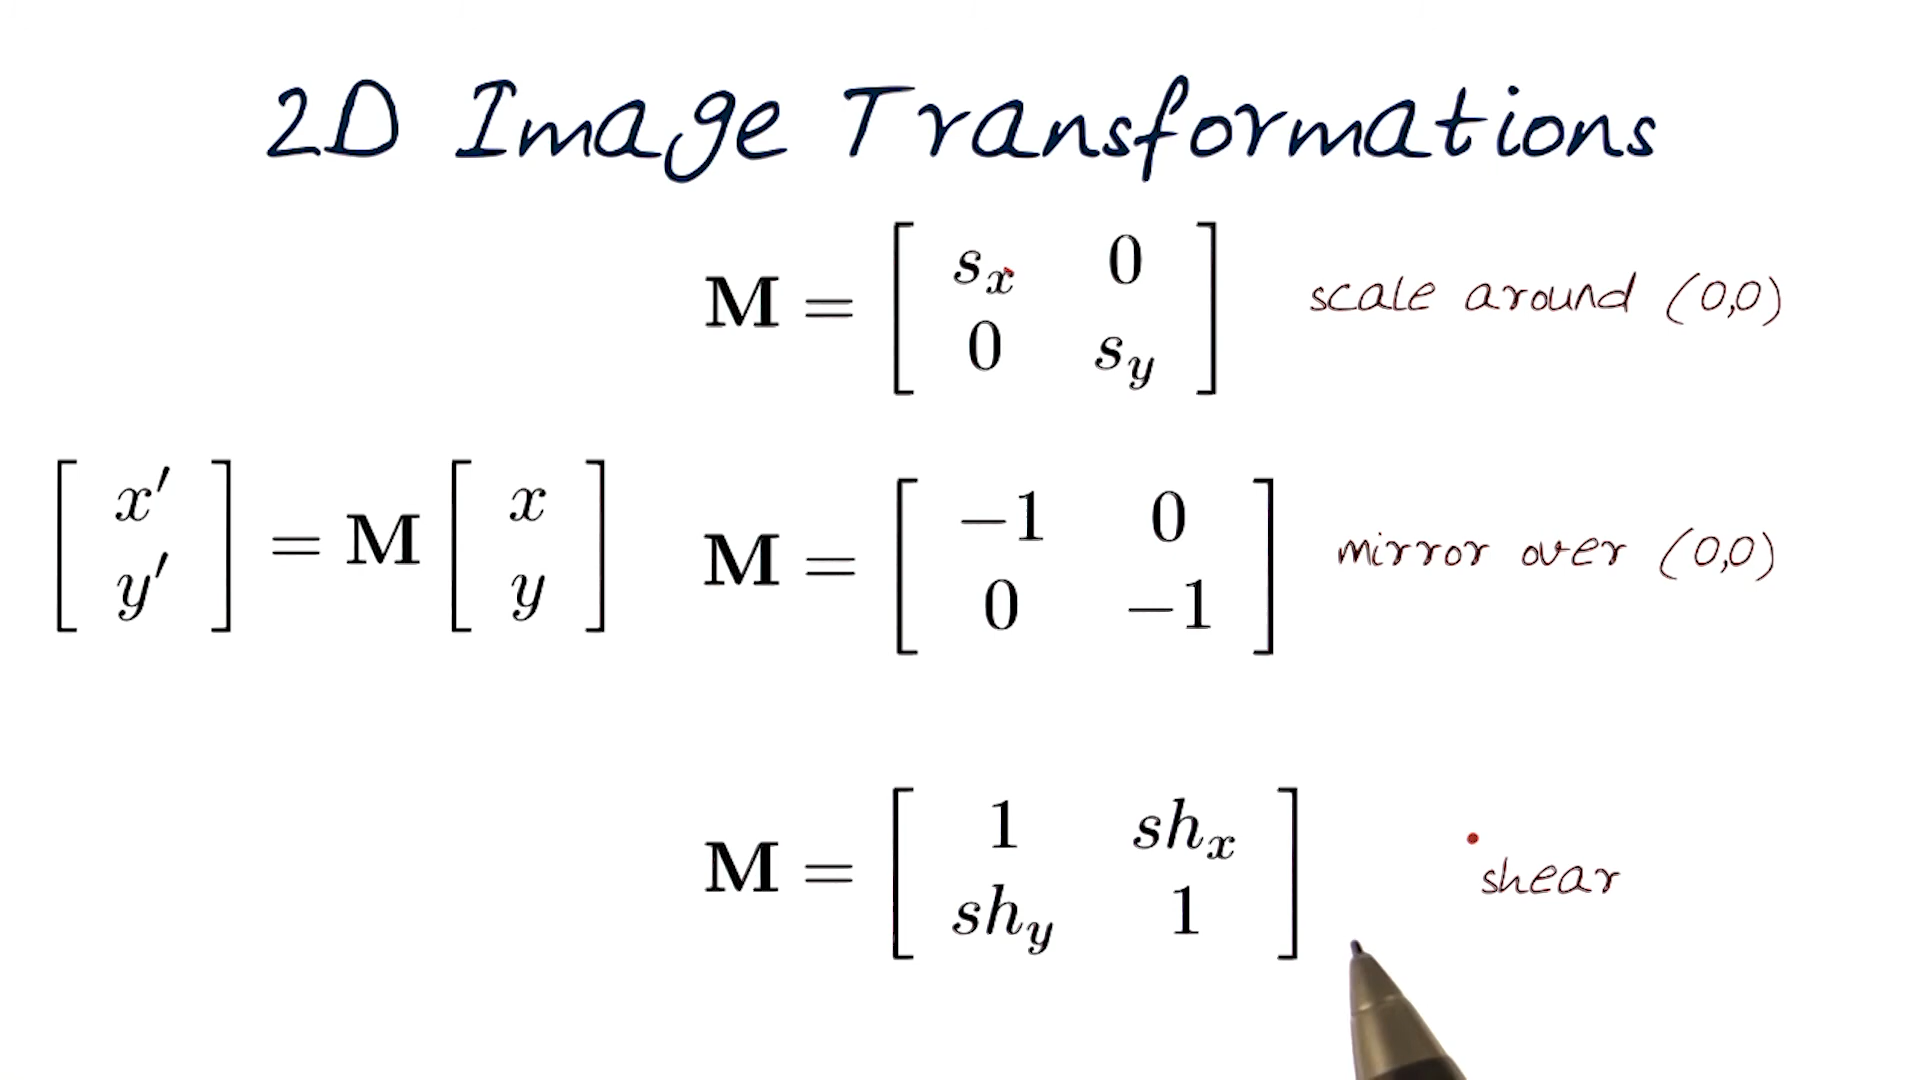 2D Image Transformations
M = [ s_x 0 ; 0 s_y ] scale around (0,0)
[ x′ ; y′ ] = M [ x ; y ]
M = [ −1 0 ; 0 −1 ] mirror over (0,0)
M = [ 1 sh_x ; sh_y 1 ] shear